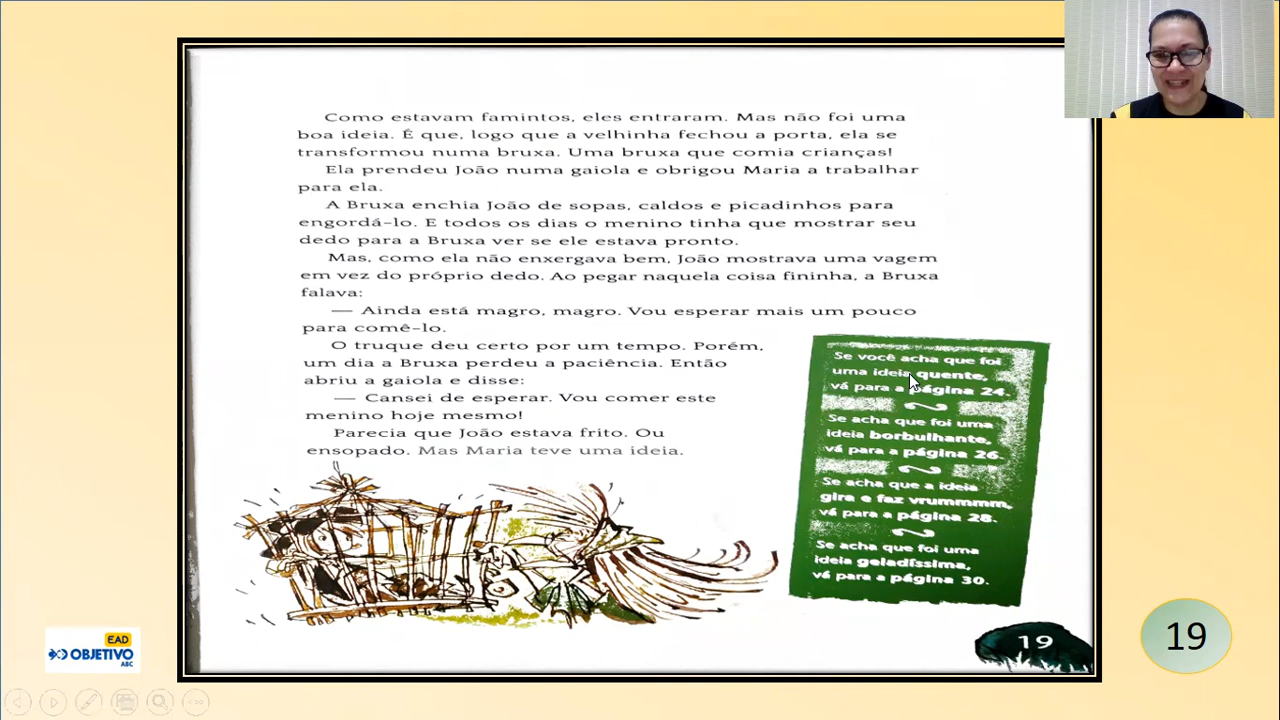 Como estavam famintos, eles entraram. Mas não foi uma
boa ideia. É que, logo que a velhinha fechou a porta, ela se
transformou numa bruxa. Uma bruxa que comia crianças!
Ela prendeu João numa gaiola e obrigou Maria a trabalhar
para ela.
A Bruxa enchia João de sopas, caldos e picadinhos para
engordá-lo. E todos os dias o menino tinha que mostrar seu
dedo para a Bruxa ver se ele estava pronto.
Mas, como ela não enxergava bem, João mostrava uma vagem
em vez do próprio dedo. Ao pegar naquela coisa fininha, a Bruxa
falava:
— Ainda está magro, magro. Vou esperar mais um pouco
para comê-lo.
O truque deu certo por um tempo. Porém,
um dia a Bruxa perdeu a paciência. Então
abriu a gaiola e disse:
— Cansei de esperar. Vou comer este
menino hoje mesmo!
Parecia que João estava frito. Ou
ensopado. Mas Maria teve uma ideia.
Se você acha que foi
uma ideia quente,
vá para a página 24.
Se acha que foi uma
ideia borbulhante,
vá para a página 26.
Se acha que a ideia
gira e faz vrummmm,
vá para a página 28.
Se acha que foi uma
ideia geladíssima,
vá para a página 30.
19
19
EAD
OBJETIVO
ABC